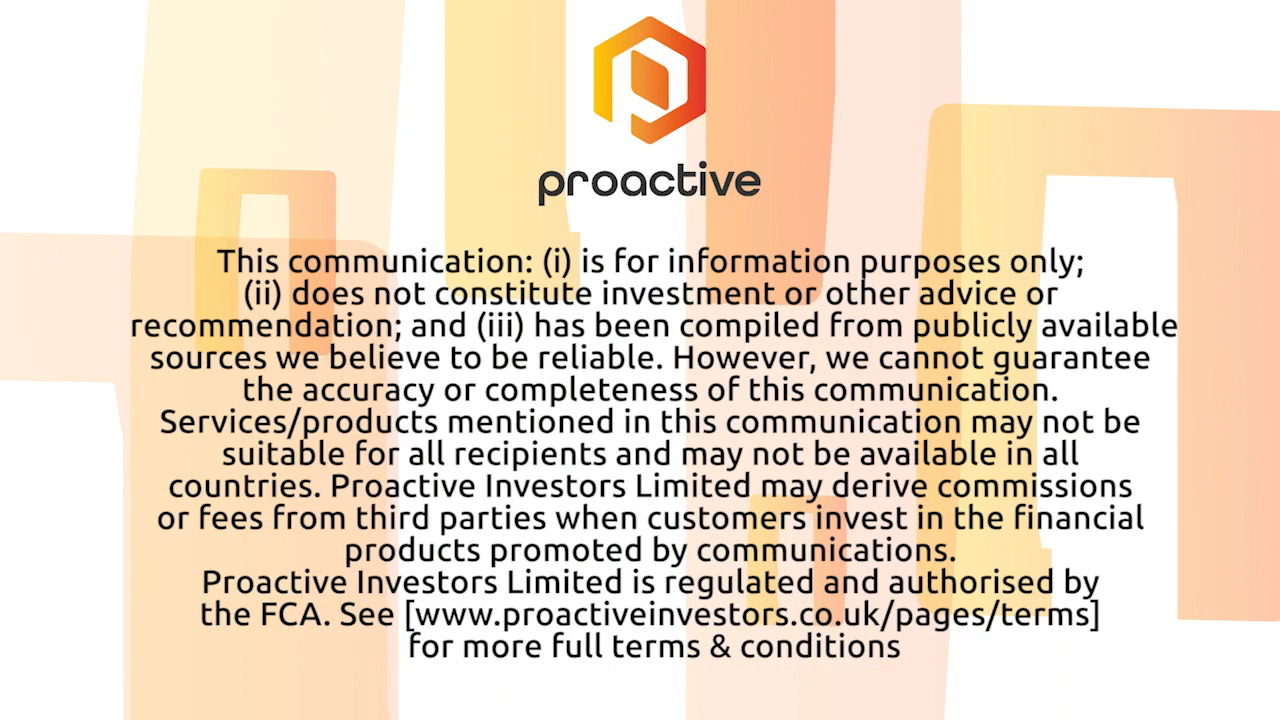 proactive
This communication: (i) is for information purposes only;
(ii) does not constitute investment or other advice or
recommendation; and (iii) has been compiled from publicly available
sources we believe to be reliable. However, we cannot guarantee
the accuracy or completeness of this communication.
Services/products mentioned in this communication may not be
suitable for all recipients and may not be available in all
countries. Proactive Investors Limited may derive commissions
or fees from third parties when customers invest in the financial
products promoted by communications.
Proactive Investors Limited is regulated and authorised by
the FCA. See [www.proactiveinvestors.co.uk/pages/terms]
for more full terms & conditions